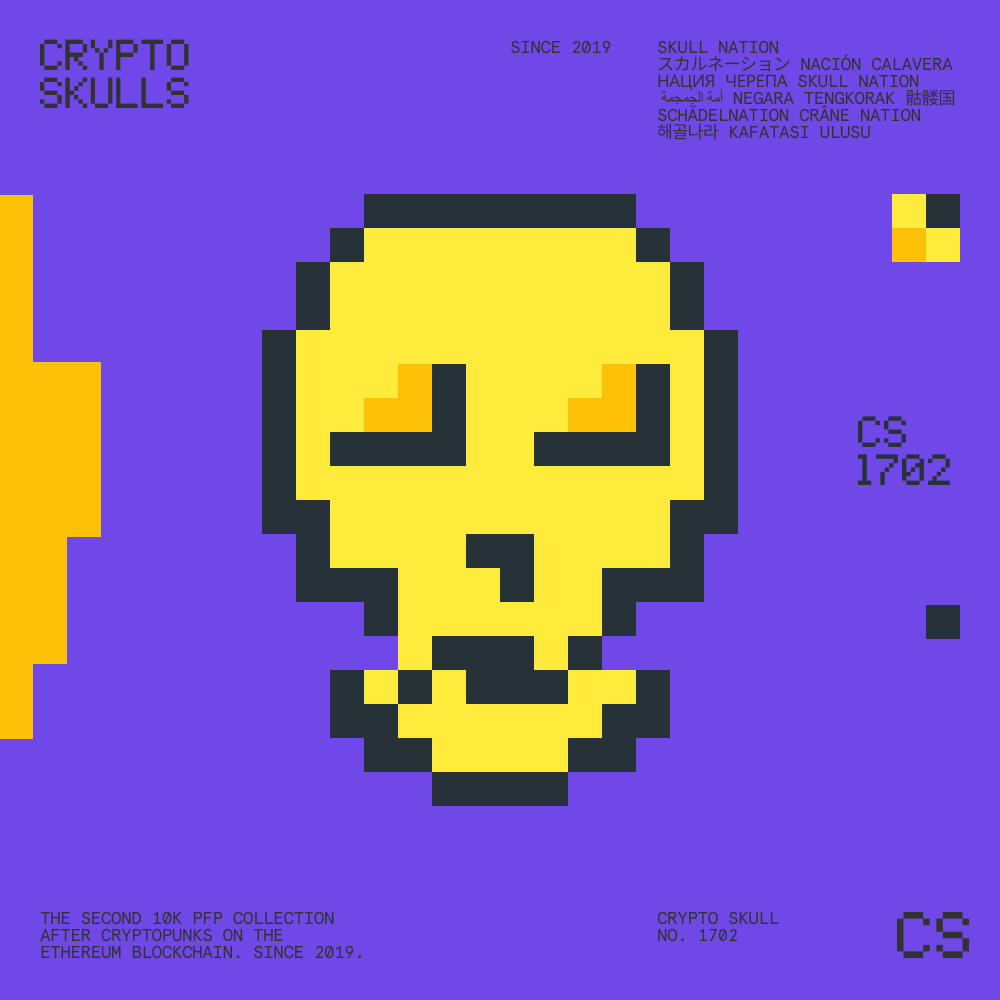 CRYPTO
SKULLS
SINCE 2019
SKULL NATION
スカルネーション NACIÓN CALAVERA
НАЦИЯ ЧЕРЕПА SKULL NATION
أمة الجمجمة NEGARA TENGKORAK 骷髅国
SCHÄDELNATION CRÂNE NATION
해골나라 KAFATASI ULUSU
CS
1702
THE SECOND 10K PFP COLLECTION
AFTER CRYPTOPUNKS ON THE
ETHEREUM BLOCKCHAIN. SINCE 2019.
CRYPTO SKULL
NO. 1702
CS